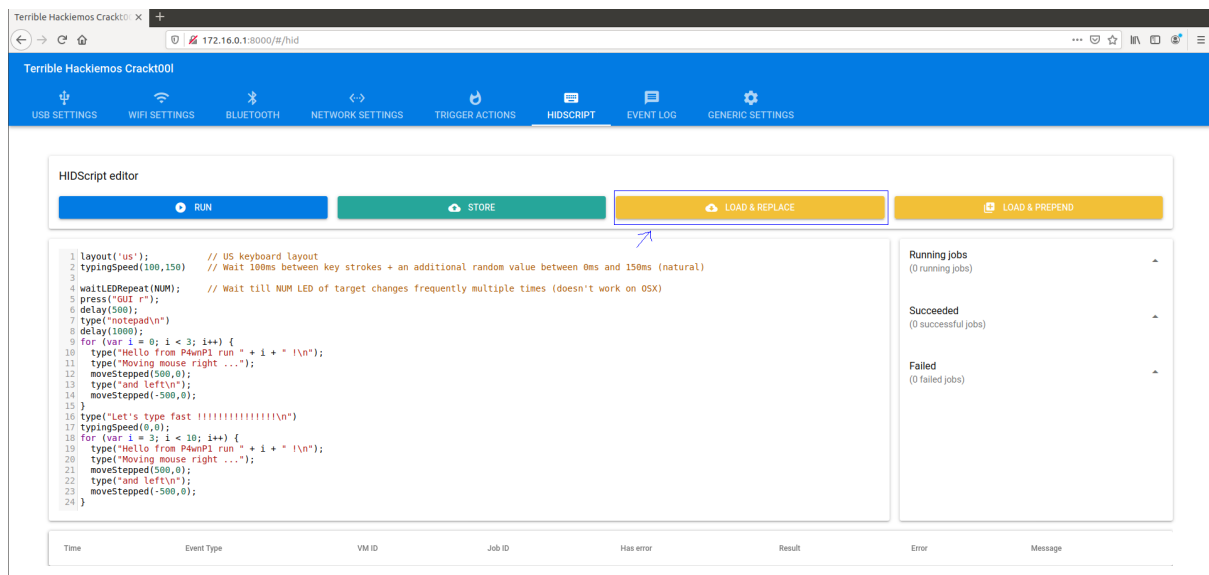 Terrible Hackiemos Crackt00l
172.16.0.1:8000/#/hid
Terrible Hackiemos Crackt00l
USB SETTINGS
WIFI SETTINGS
BLUETOOTH
NETWORK SETTINGS
TRIGGER ACTIONS
HIDSCRIPT
EVENT LOG
GENERIC SETTINGS
HIDScript editor
RUN
STORE
LOAD & REPLACE
LOAD & PREPEND
1 layout('us'); // US keyboard layout
2 typingSpeed(100,150) // Wait 100ms between key strokes + an additional random value between 0ms and 150ms (natural)
3
4 waitLEDRepeat(NUM); // Wait till NUM LED of target changes frequently multiple times (doesn't work on OSX)
5 press("GUI r");
6 delay(500);
7 type("notepad\n")
8 delay(1000);
9 for (var i = 0; i < 3; i++) {
10 type("Hello from P4wnP1 run " + i + " !\n");
11 type("Moving mouse right ...");
12 moveStepped(500,0);
13 type("and left\n");
14 moveStepped(-500,0);
15 }
16 type("Let's type fast !!!!!!!!!!!!!!!\n")
17 typingSpeed(0,0);
18 for (var i = 3; i < 10; i++) {
19 type("Hello from P4wnP1 run " + i + " !\n");
20 type("Moving mouse right ...");
21 moveStepped(500,0);
22 type("and left\n");
23 moveStepped(-500,0);
24 }
Running jobs
(0 running jobs)
Succeeded
(0 successful jobs)
Failed
(0 failed jobs)
Time Event Type VM ID Job ID Has error Result Error Message